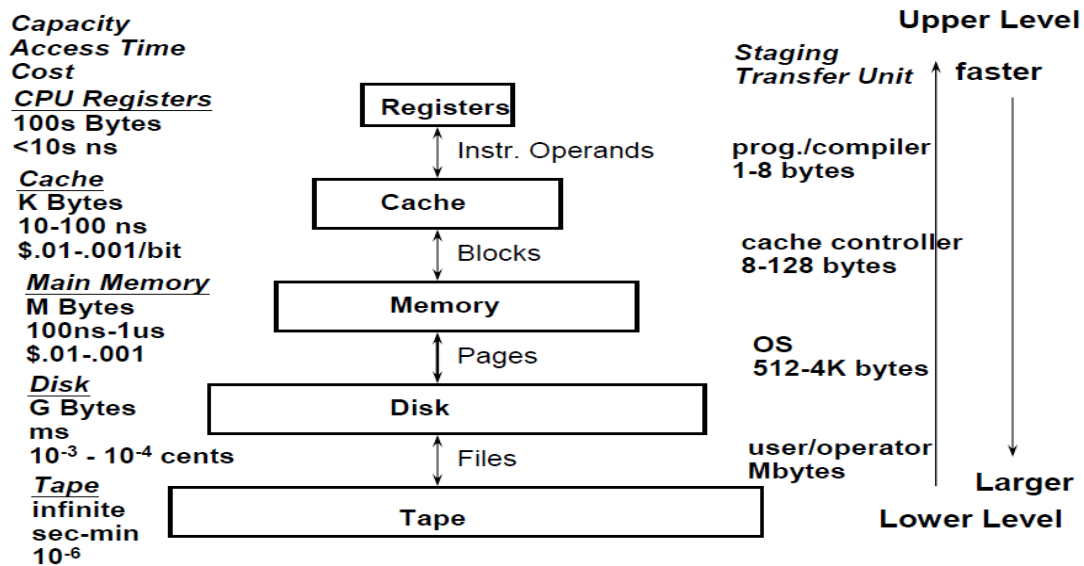 Capacity
Access Time
Cost
CPU Registers
100s Bytes
<10s ns
Cache
K Bytes
10-100 ns
$.01-.001/bit
Main Memory
M Bytes
100ns-1us
$.01-.001
Disk
G Bytes
ms
10-3 - 10-4 cents
Tape
infinite
sec-min
10-6
Registers
Instr. Operands
Cache
Blocks
Memory
Pages
Disk
Files
Tape
Staging
Transfer Unit
prog./compiler
1-8 bytes
cache controller
8-128 bytes
OS
512-4K bytes
user/operator
Mbytes
Upper Level
faster
Larger
Lower Level